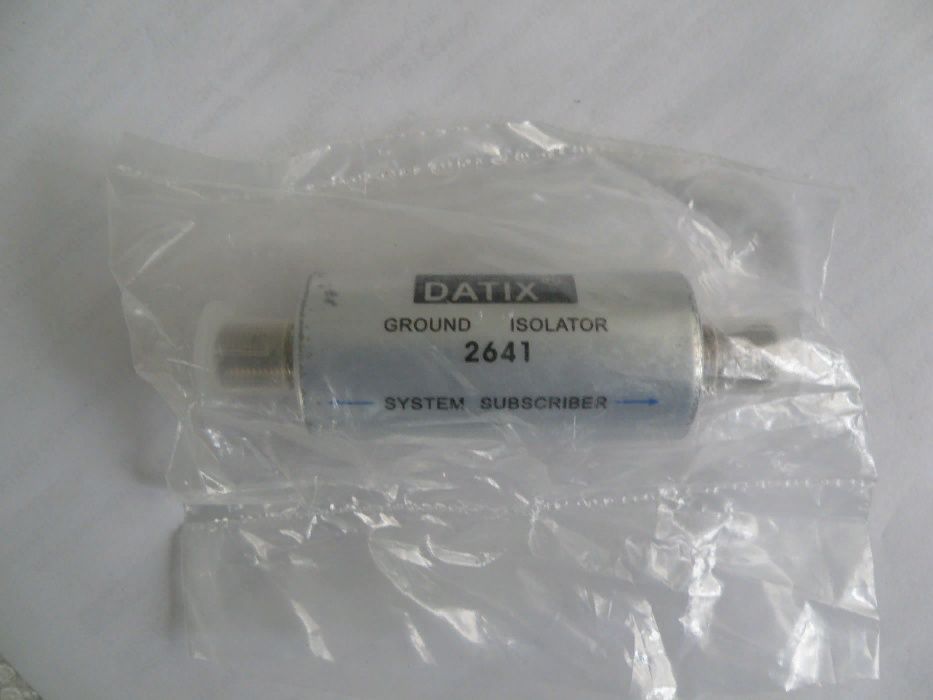 DATIX
GROUND ISOLATOR
2641
← SYSTEM SUBSCRIBER →